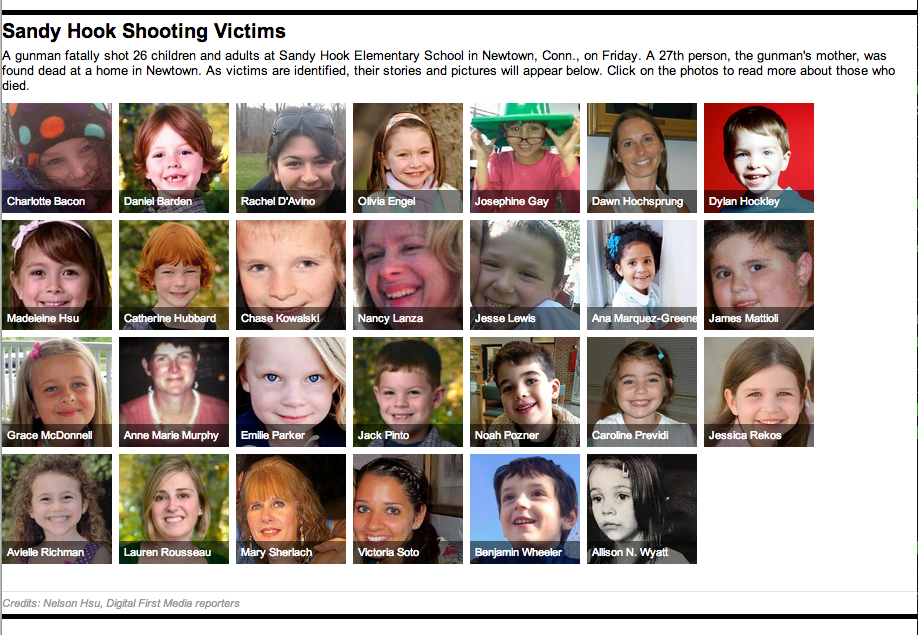 Sandy Hook Shooting Victims
A gunman fatally shot 26 children and adults at Sandy Hook Elementary School in Newtown, Conn., on Friday. A 27th person, the gunman's mother, was
found dead at a home in Newtown. As victims are identified, their stories and pictures will appear below. Click on the photos to read more about those who
died.
Charlotte Bacon
Daniel Barden
Rachel D'Avino
Olivia Engel
Josephine Gay
Dawn Hochsprung
Dylan Hockley
Madeleine Hsu
Catherine Hubbard
Chase Kowalski
Nancy Lanza
Jesse Lewis
Ana Marquez-Greene
James Mattioli
Grace McDonnell
Anne Marie Murphy
Emilie Parker
Jack Pinto
Noah Pozner
Caroline Previdi
Jessica Rekos
Avielle Richman
Lauren Rousseau
Mary Sherlach
Victoria Soto
Benjamin Wheeler
Allison N. Wyatt
Credits: Nelson Hsu, Digital First Media reporters